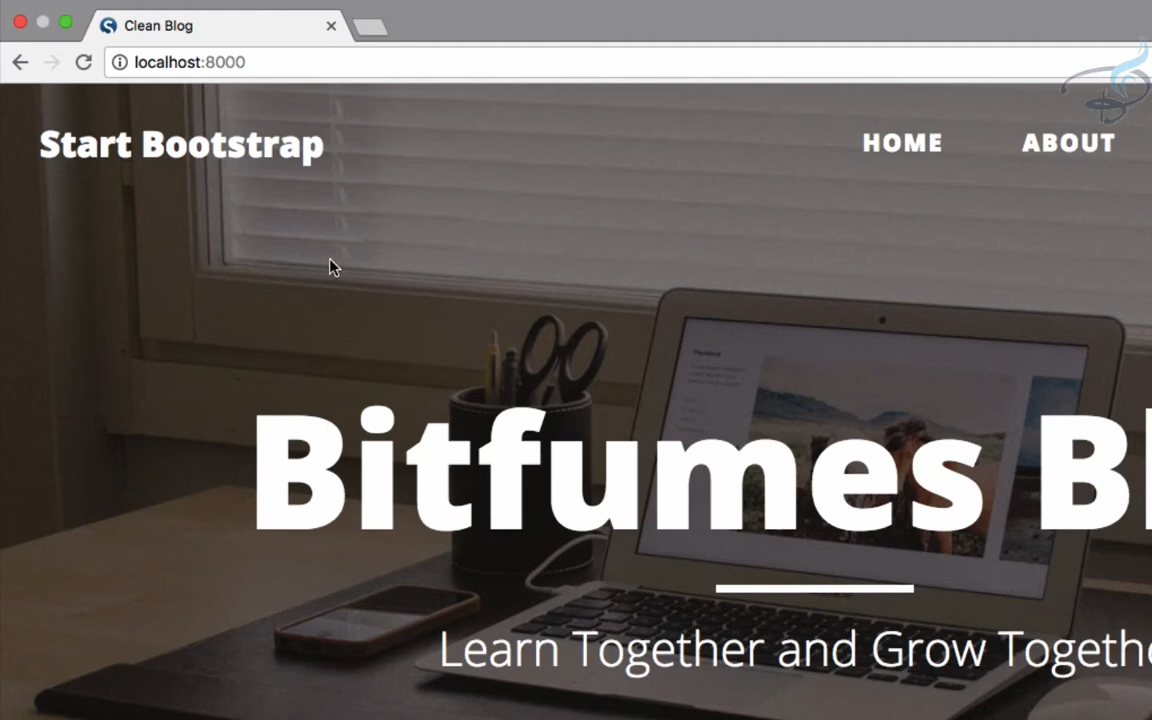 Clean Blog
localhost:8000
Start Bootstrap
HOME
ABOUT
Bitfumes
Learn Together and Grow